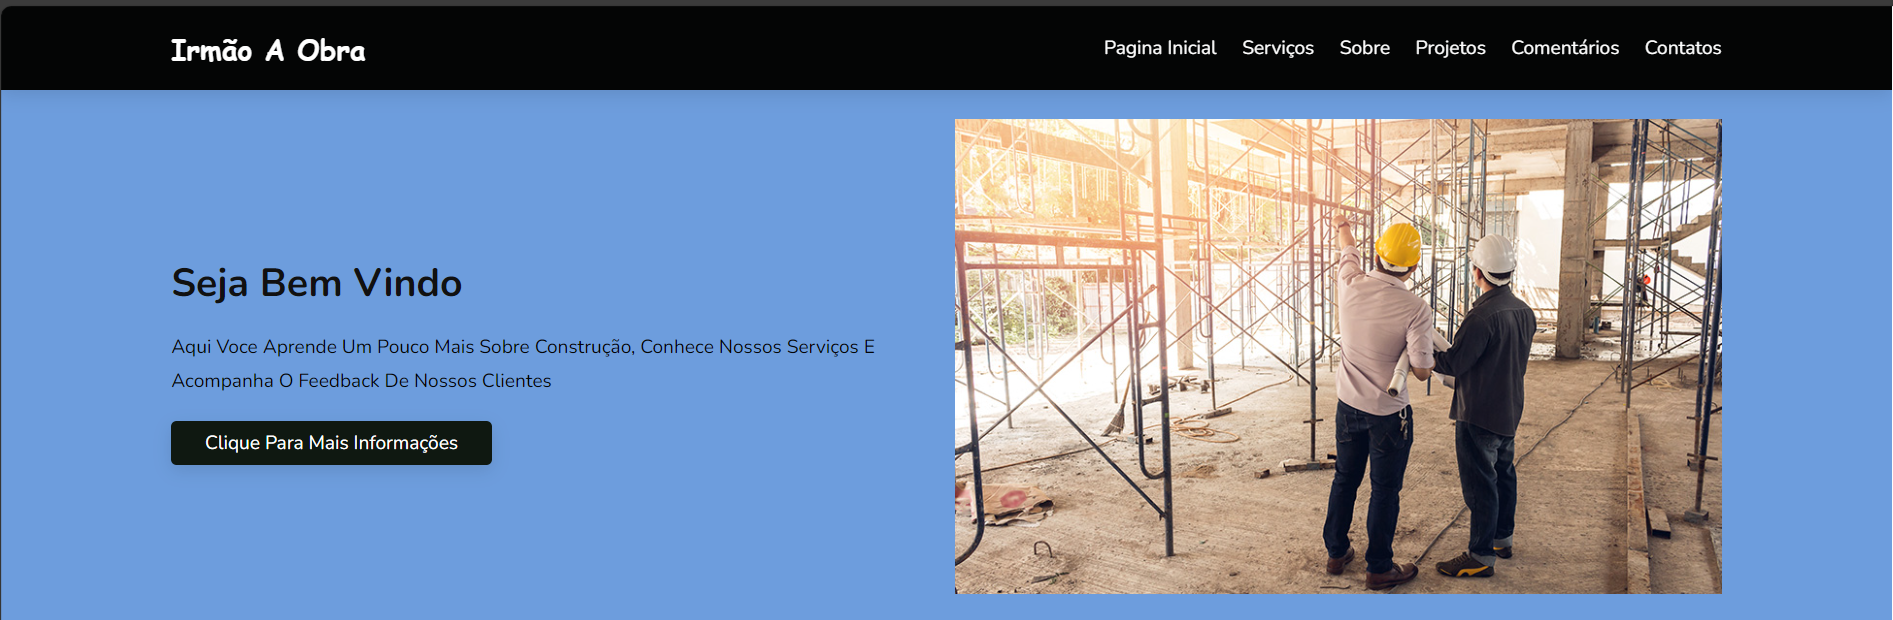 Irmão A Obra
Pagina Inicial Serviços Sobre Projetos Comentários Contatos
Seja Bem Vindo
Aqui Voce Aprende Um Pouco Mais Sobre Construção, Conhece Nossos Serviços E
Acompanha O Feedback De Nossos Clientes
Clique Para Mais Informações